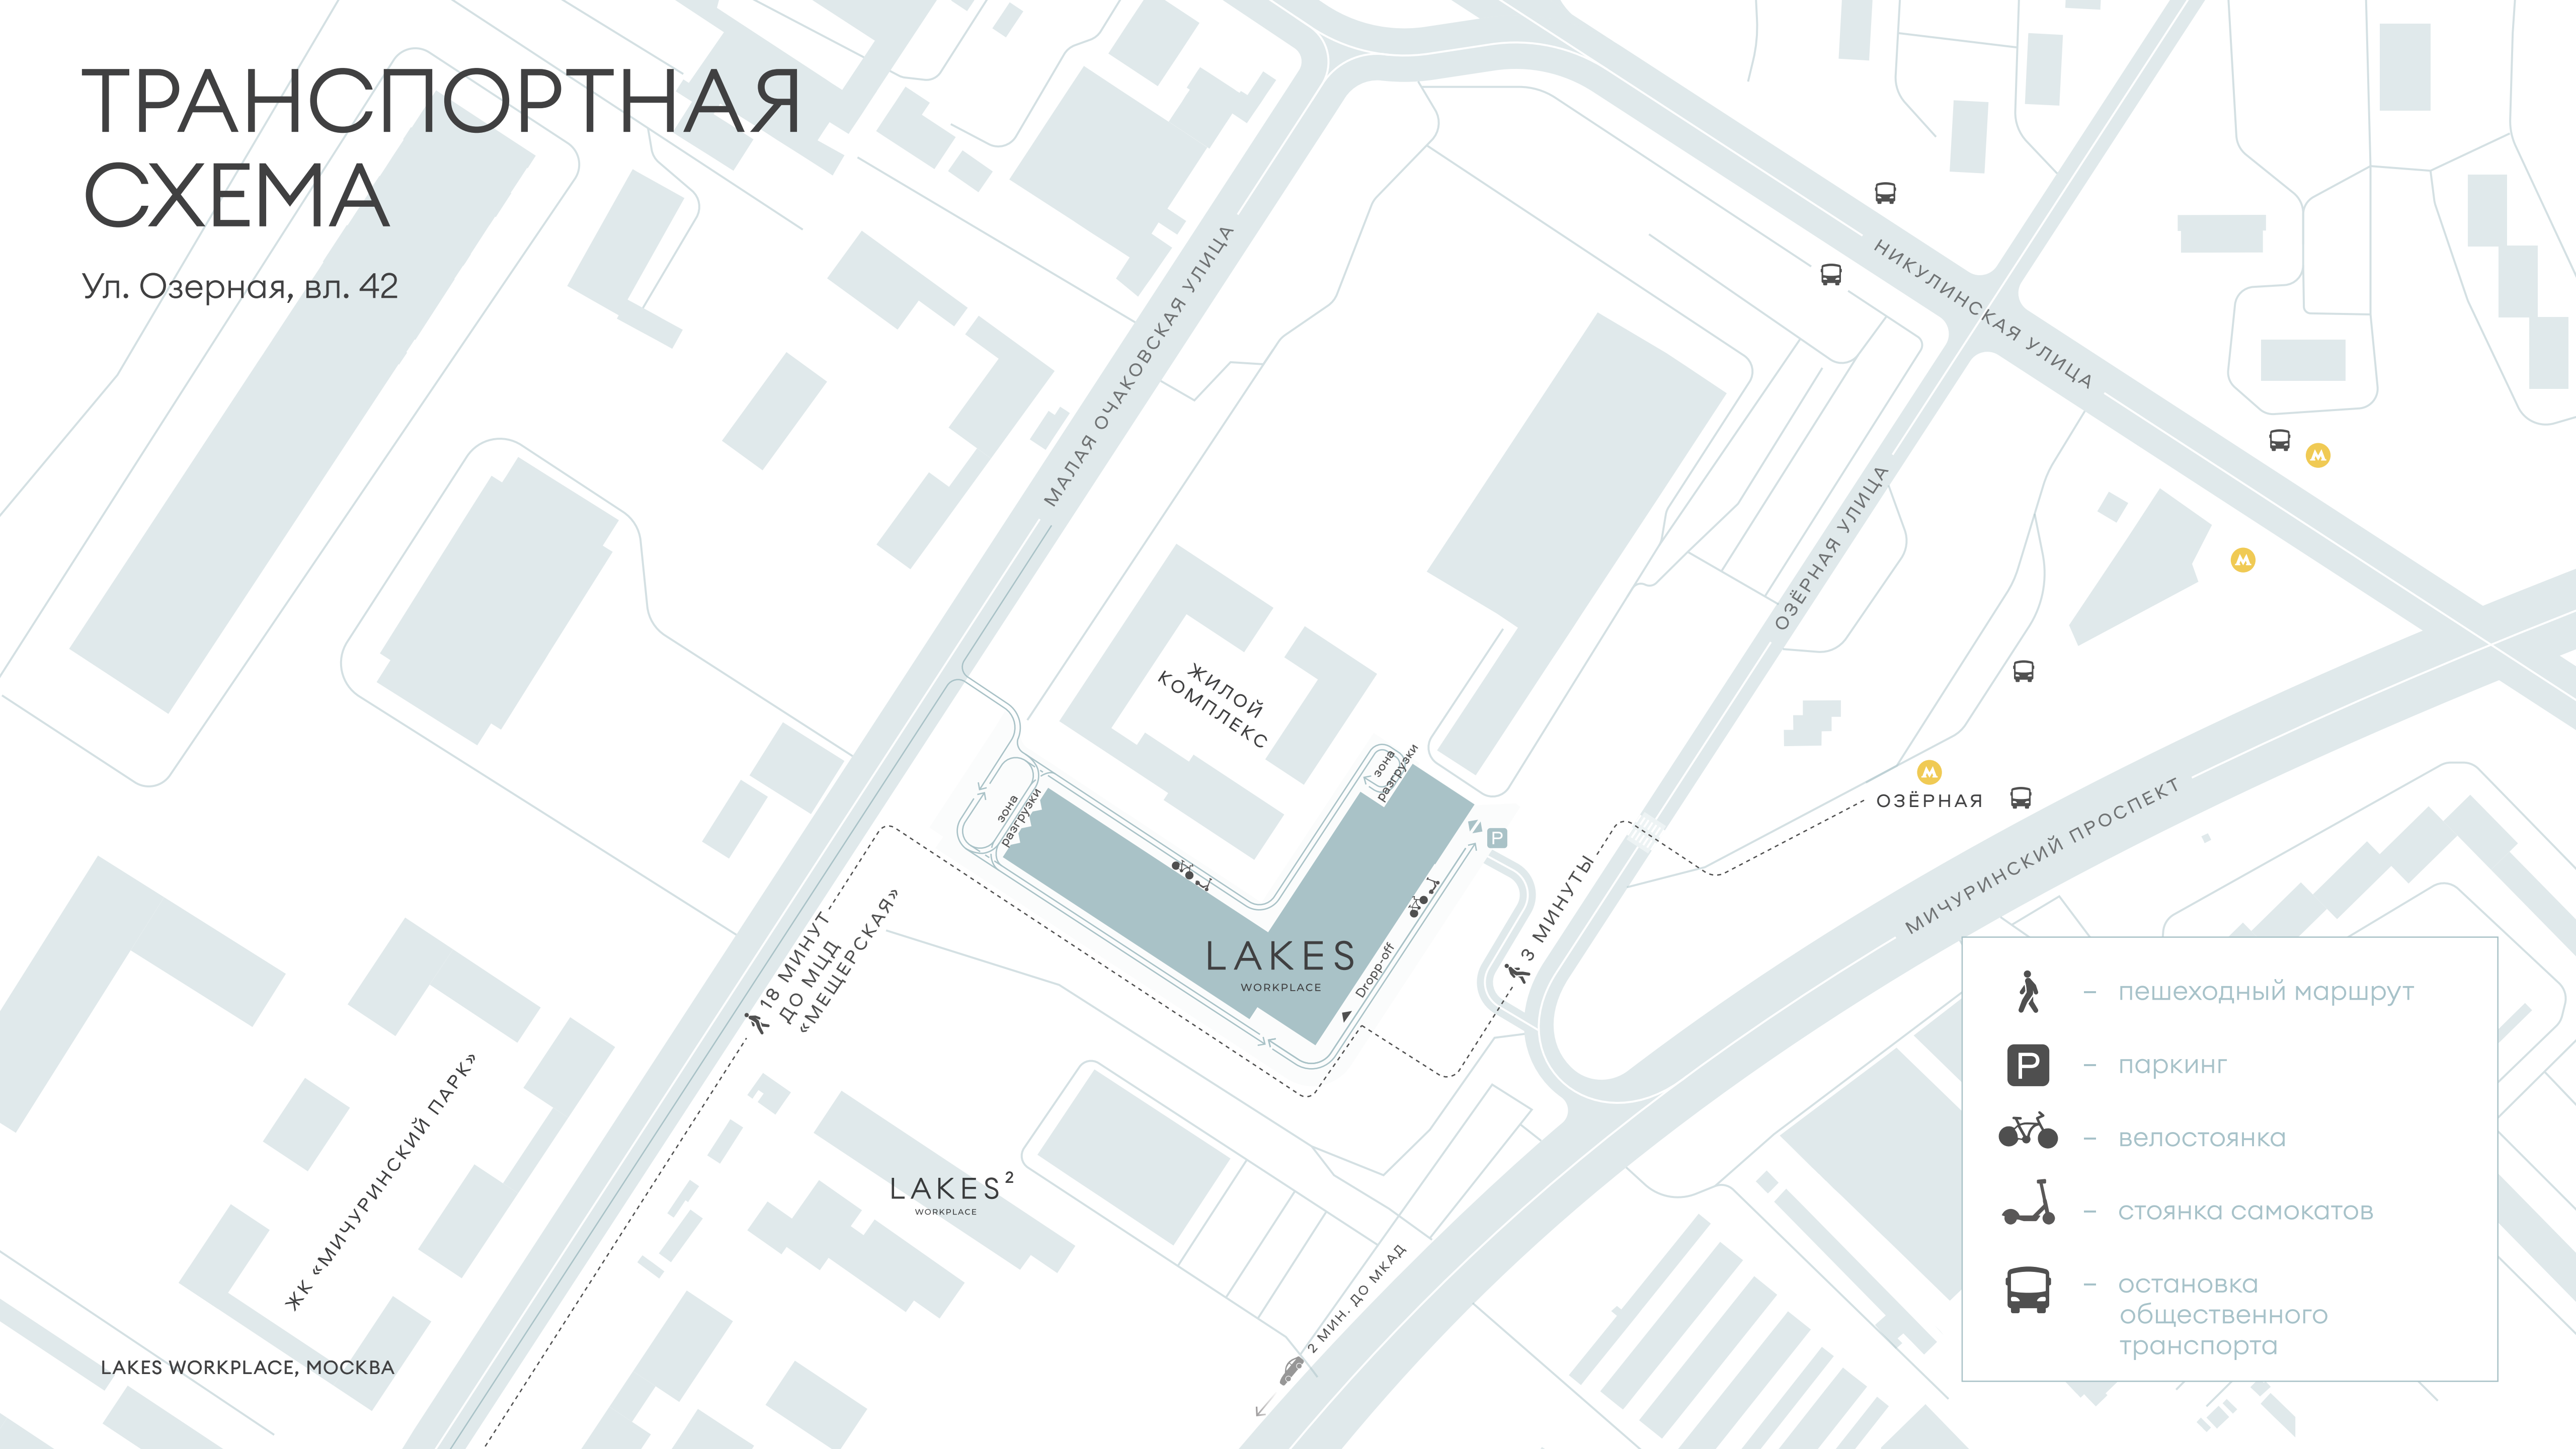 ТРАНСПОРТНАЯ
СХЕМА
Ул. Озерная, вл. 42
МАЛАЯ ОЧАКОВСКАЯ УЛИЦА
НИКУЛИНСКАЯ УЛИЦА
ОЗЁРНАЯ УЛИЦА
МИЧУРИНСКИЙ ПРОСПЕКТ
ЖИЛОЙ
КОМПЛЕКС
зона
разгрузки
зона
разгрузки
P
ОЗЁРНАЯ
3 МИНУТЫ
18 МИНУТ
ДО МЦД
«МЕЩЕРСКАЯ»
LAKES
WORKPLACE
Dropp-off
LAKES²
WORKPLACE
ЖК «МИЧУРИНСКИЙ ПАРК»
2 МИН. ДО МКАД
– пешеходный маршрут
P – паркинг
– велостоянка
– стоянка самокатов
– остановка
общественного
транспорта
LAKES WORKPLACE, МОСКВА